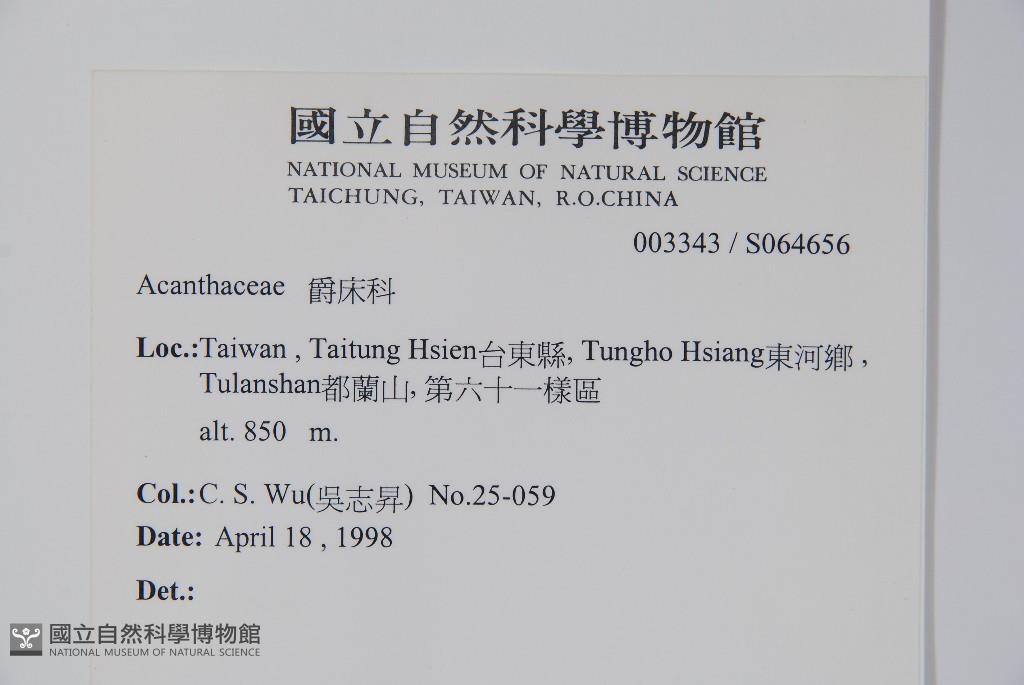 國立自然科學博物館
NATIONAL MUSEUM OF NATURAL SCIENCE
TAICHUNG, TAIWAN, R.O.CHINA
003343 / S064656
Acanthaceae 爵床科
Loc.:Taiwan , Taitung Hsien台東縣, Tungho Hsiang東河鄉 ,
Tulanshan都蘭山, 第六十一樣區
alt. 850 m.
Col.:C. S. Wu(吳志昇) No.25-059
Date: April 18 , 1998
Det.:
國立自然科學博物館
NATIONAL MUSEUM OF NATURAL SCIENCE